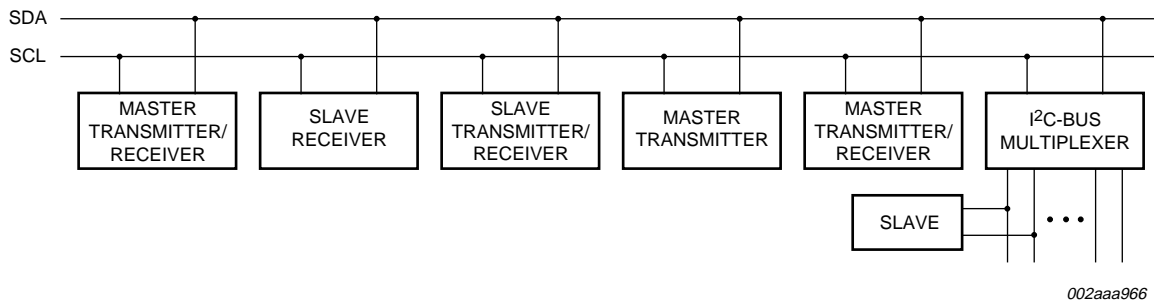 SDA
SCL
MASTER
TRANSMITTER/
RECEIVER
SLAVE
RECEIVER
SLAVE
TRANSMITTER/
RECEIVER
MASTER
TRANSMITTER
MASTER
TRANSMITTER/
RECEIVER
I²C-BUS
MULTIPLEXER
SLAVE
002aaa966